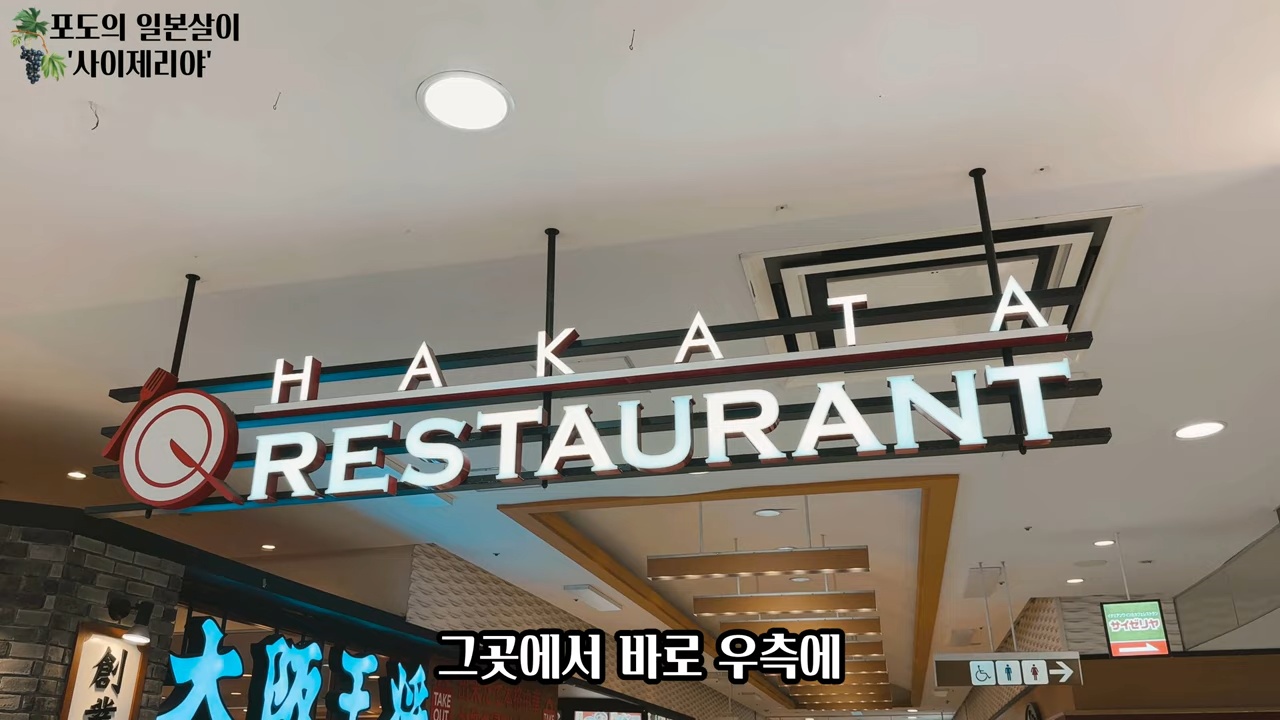 포도의 일본살이
'사이제리야'
HAKATA
RESTAURANT
サイゼリヤ
創業
大阪王将
TAKE
OUT
그곳에서 바로 우측에